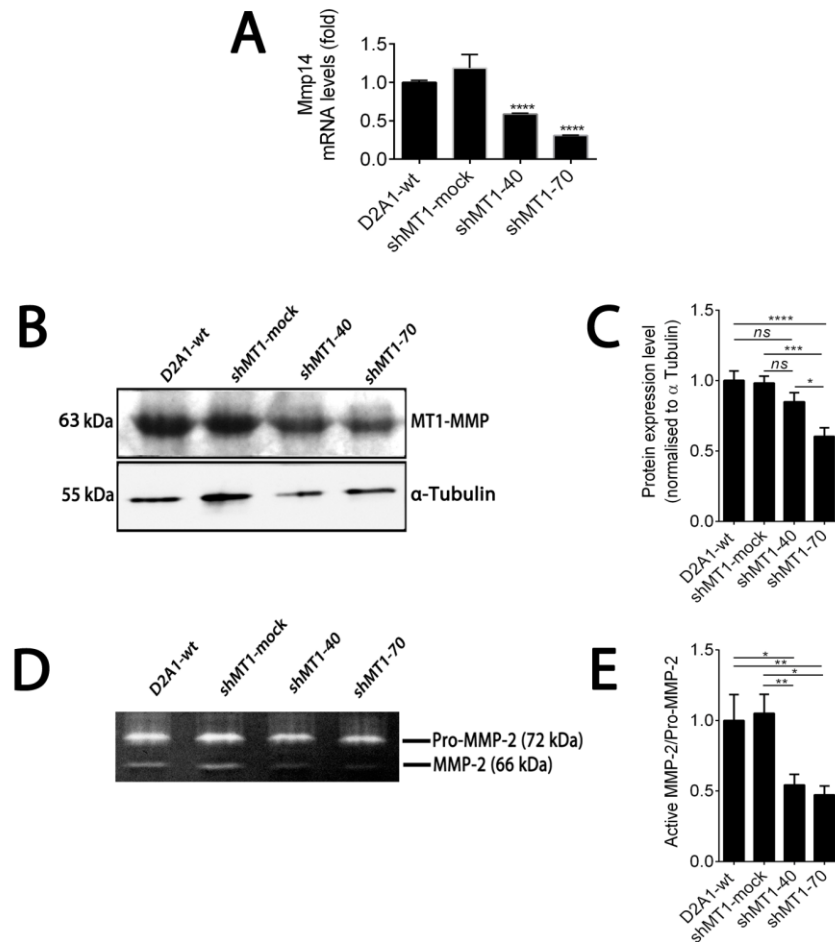 A
Mmp14
mRNA levels (fold)
1.5
1.0
0.5
0.0
****
****
D2A1-wt
shMT1-mock
shMT1-40
shMT1-70
B
D2A1-wt
shMT1-mock
shMT1-40
shMT1-70
63 kDa
MT1-MMP
55 kDa
α-Tubulin
C
Protein expression level
(normalised to α Tubulin)
1.5
1.0
0.5
0.0
****
ns
***
ns
*
D2A1-wt
shMT1-mock
shMT1-40
shMT1-70
D
D2A1-wt
shMT1-mock
shMT1-40
shMT1-70
Pro-MMP-2 (72 kDa)
MMP-2 (66 kDa)
E
Active MMP-2/Pro-MMP-2
1.5
1.0
0.5
0.0
*
**
*
**
D2A1-wt
shMT1-mock
shMT1-40
shMT1-70